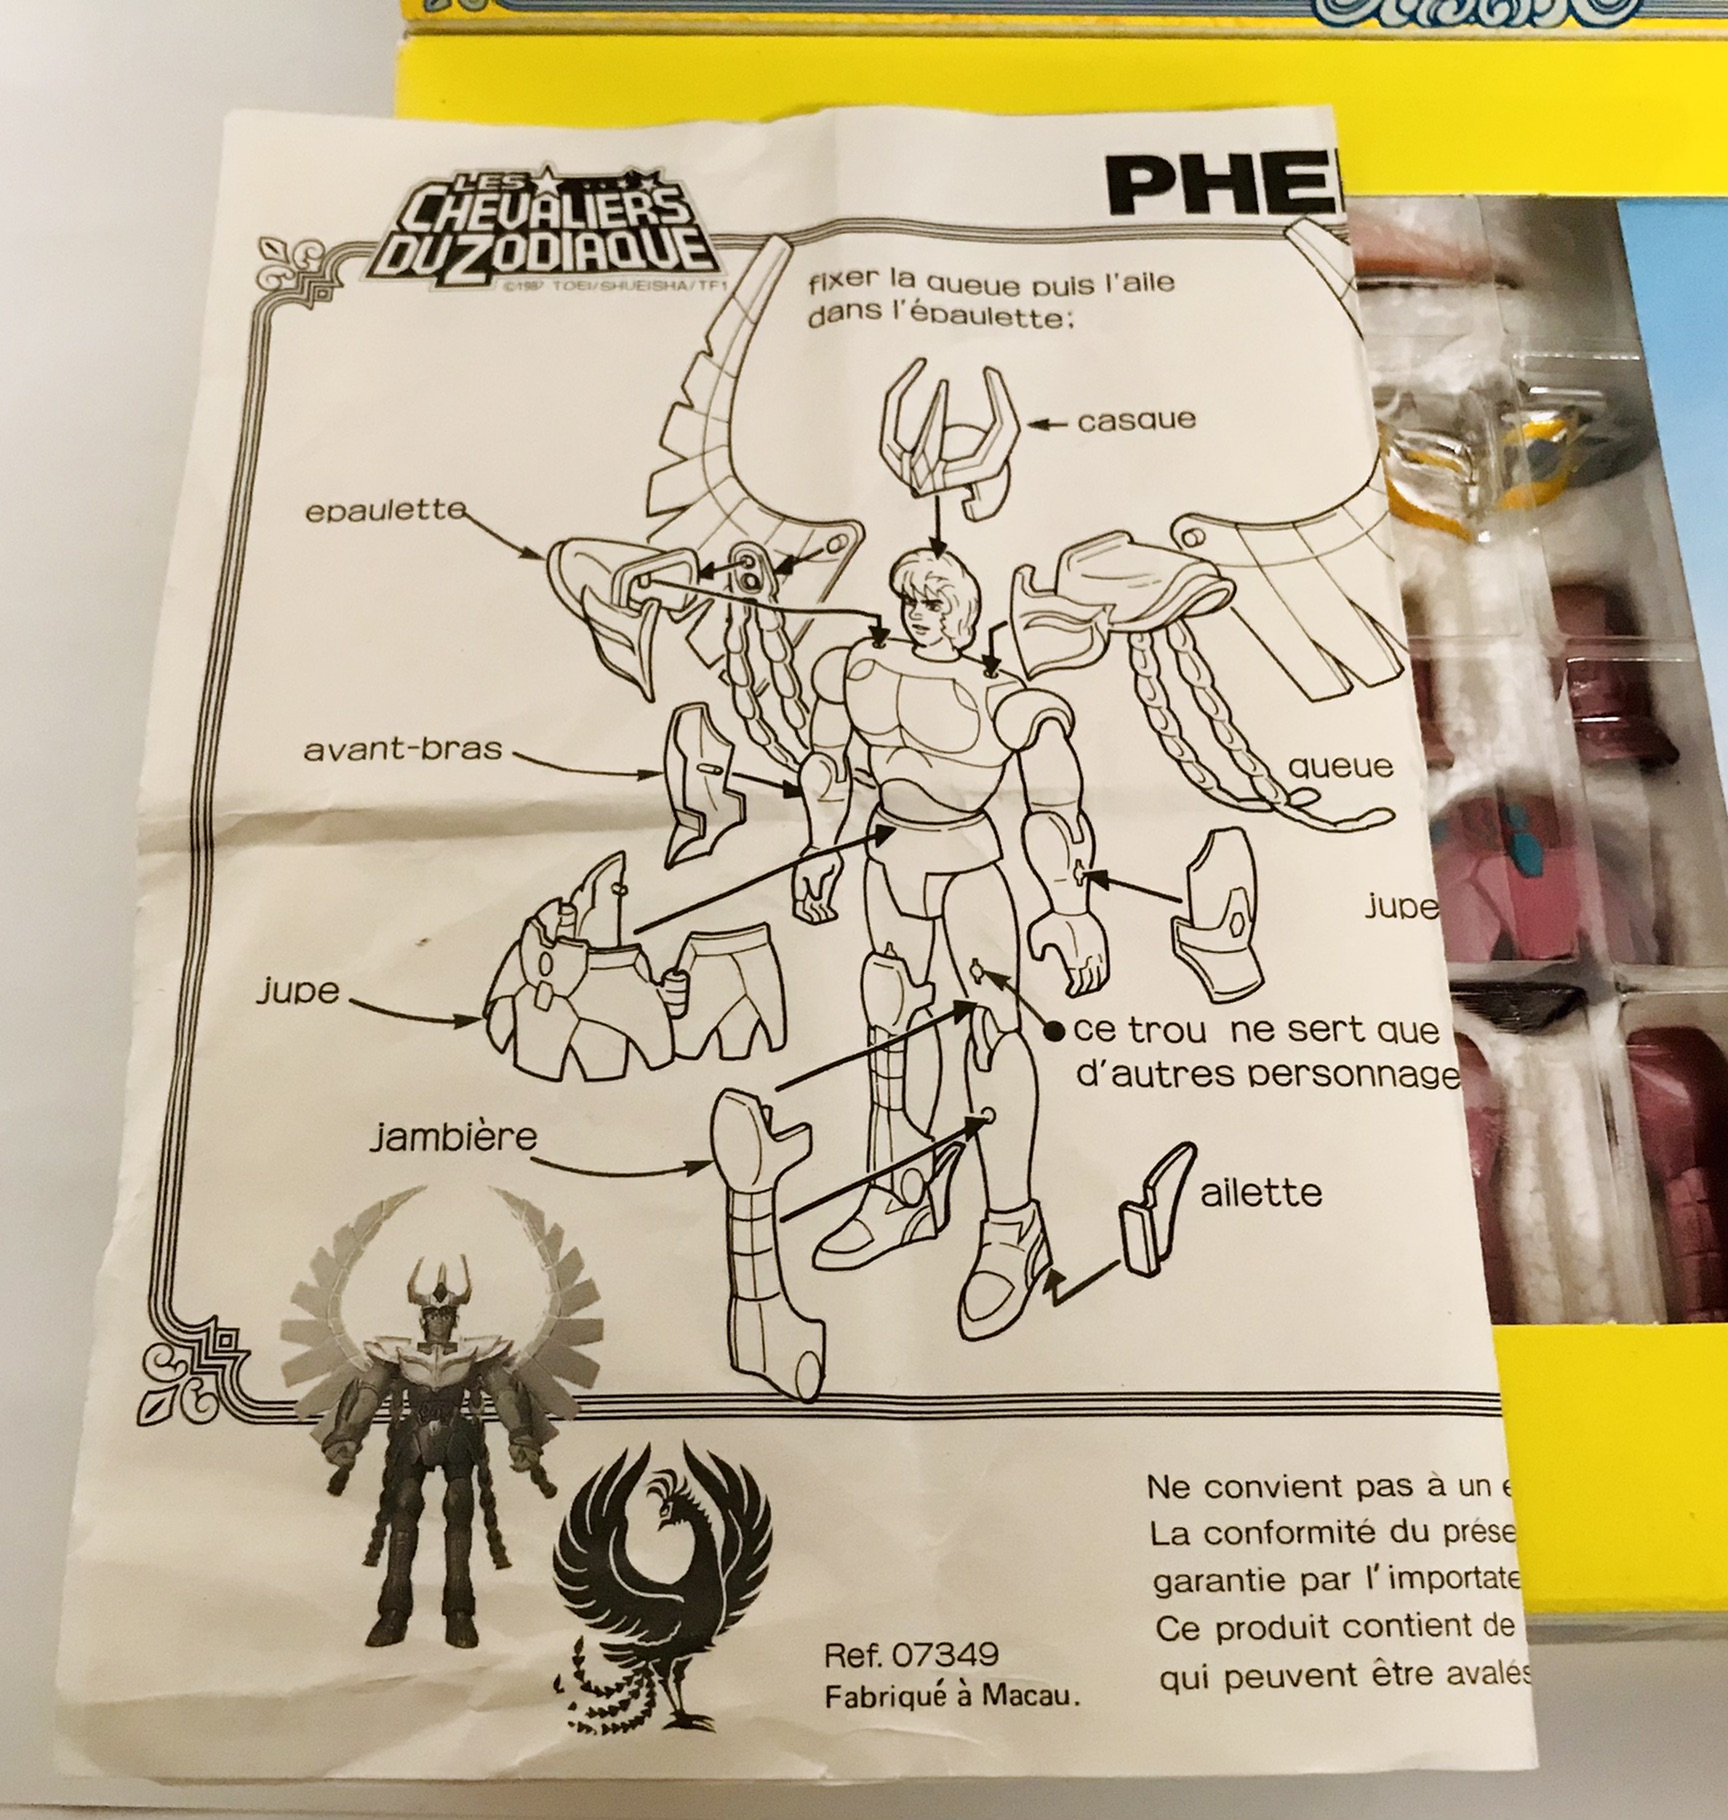 LES
CHEVALIERS
DU ZODIAQUE
©1987 TOEI/SHUEISHA/TF1
PHE
fixer la queue puis l'aile
dans l'épaulette;
casque
epaulette
avant-bras
queue
jupe
jupe
ce trou ne sert que
d'autres personnage
jambière
ailette
Ne convient pas à un e
La conformité du prése
garantie par l'importate
Ce produit contient de
qui peuvent être avalés
Ref. 07349
Fabriqué à Macau.